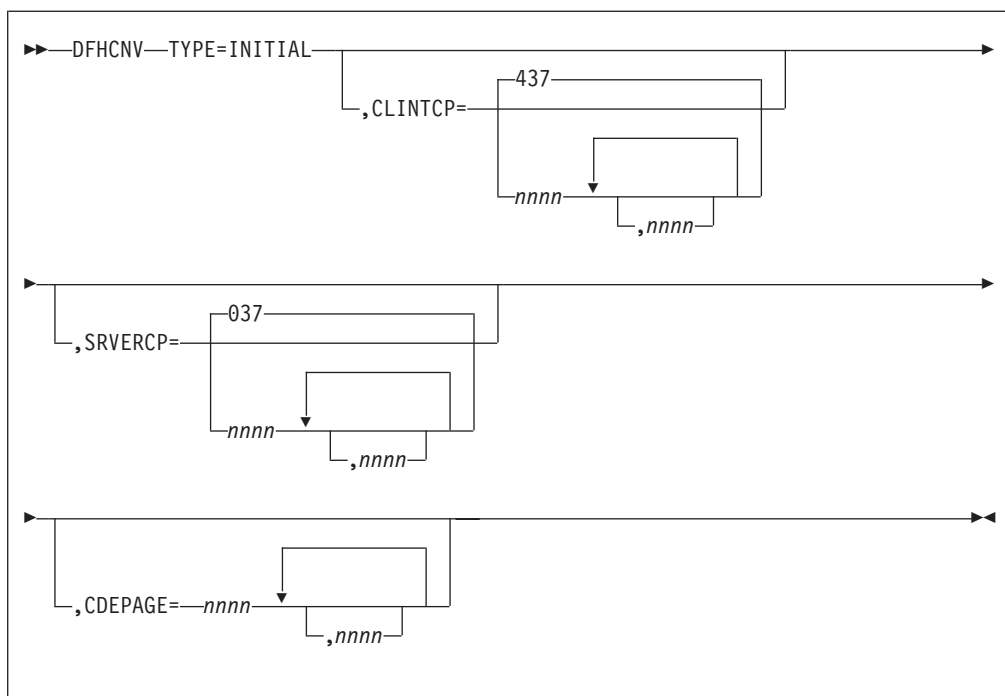 DFHCNV TYPE=INITIAL
437
,CLINTCP=
nnnn
,nnnn
037
,SRVERCP=
nnnn
,nnnn
,CDEPAGE= nnnn
,nnnn